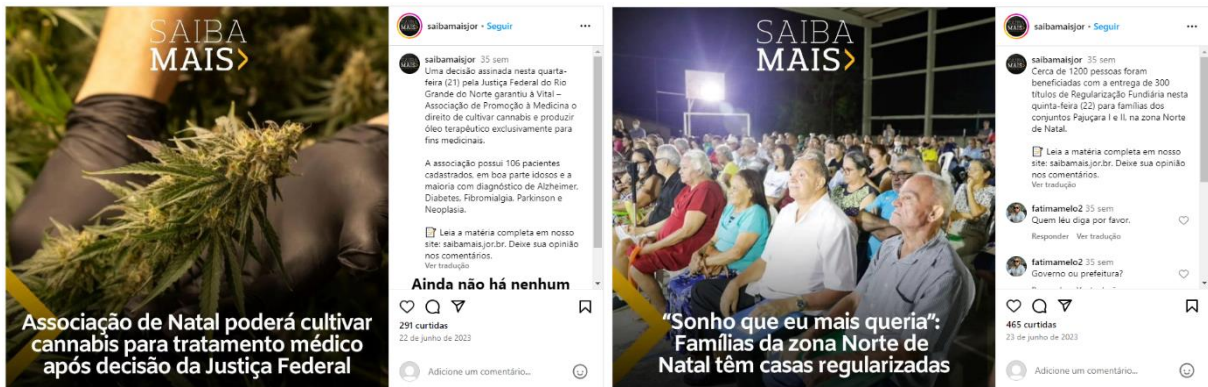 SAIBA
MAIS>
Associação de Natal poderá cultivar
cannabis para tratamento médico
após decisão da Justiça Federal
saibamaisjor • Seguir
saibamaisjor 35 sem
Uma decisão assinada nesta quarta-
feira (21) pela Justiça Federal do Rio
Grande do Norte garantiu à Vital –
Associação de Promoção à Medicina o
direito de cultivar cannabis e produzir
óleo terapêutico exclusivamente para
fins medicinais.
A associação possui 106 pacientes
cadastrados, em boa parte idosos e a
maioria com diagnóstico de Alzheimer,
Diabetes, Fibromialgia, Parkinson e
Neoplasia.
📝 Leia a matéria completa em nosso
site: saibamais.jor.br. Deixe sua opinião
nos comentários.
Ver tradução
Ainda não há nenhum
291 curtidas
22 de junho de 2023
Adicione um comentário...
SAIBA
MAIS>
“Sonho que eu mais queria”:
Famílias da zona Norte de
Natal têm casas regularizadas
saibamaisjor • Seguir
saibamaisjor 35 sem
Cerca de 1200 pessoas foram
beneficiadas com a entrega de 300
títulos de Regularização Fundiária nesta
quinta-feira (22) para famílias dos
conjuntos Pajuçara I e II, na zona Norte
de Natal.
📝 Leia a matéria completa em nosso
site: saibamais.jor.br. Deixe sua opinião
nos comentários.
Ver tradução
fatimamelo2 35 sem
Quem léu diga por favor.
Responder Ver tradução
fatimamelo2 35 sem
Governo ou prefeitura?
465 curtidas
23 de junho de 2023
Adicione um comentário...